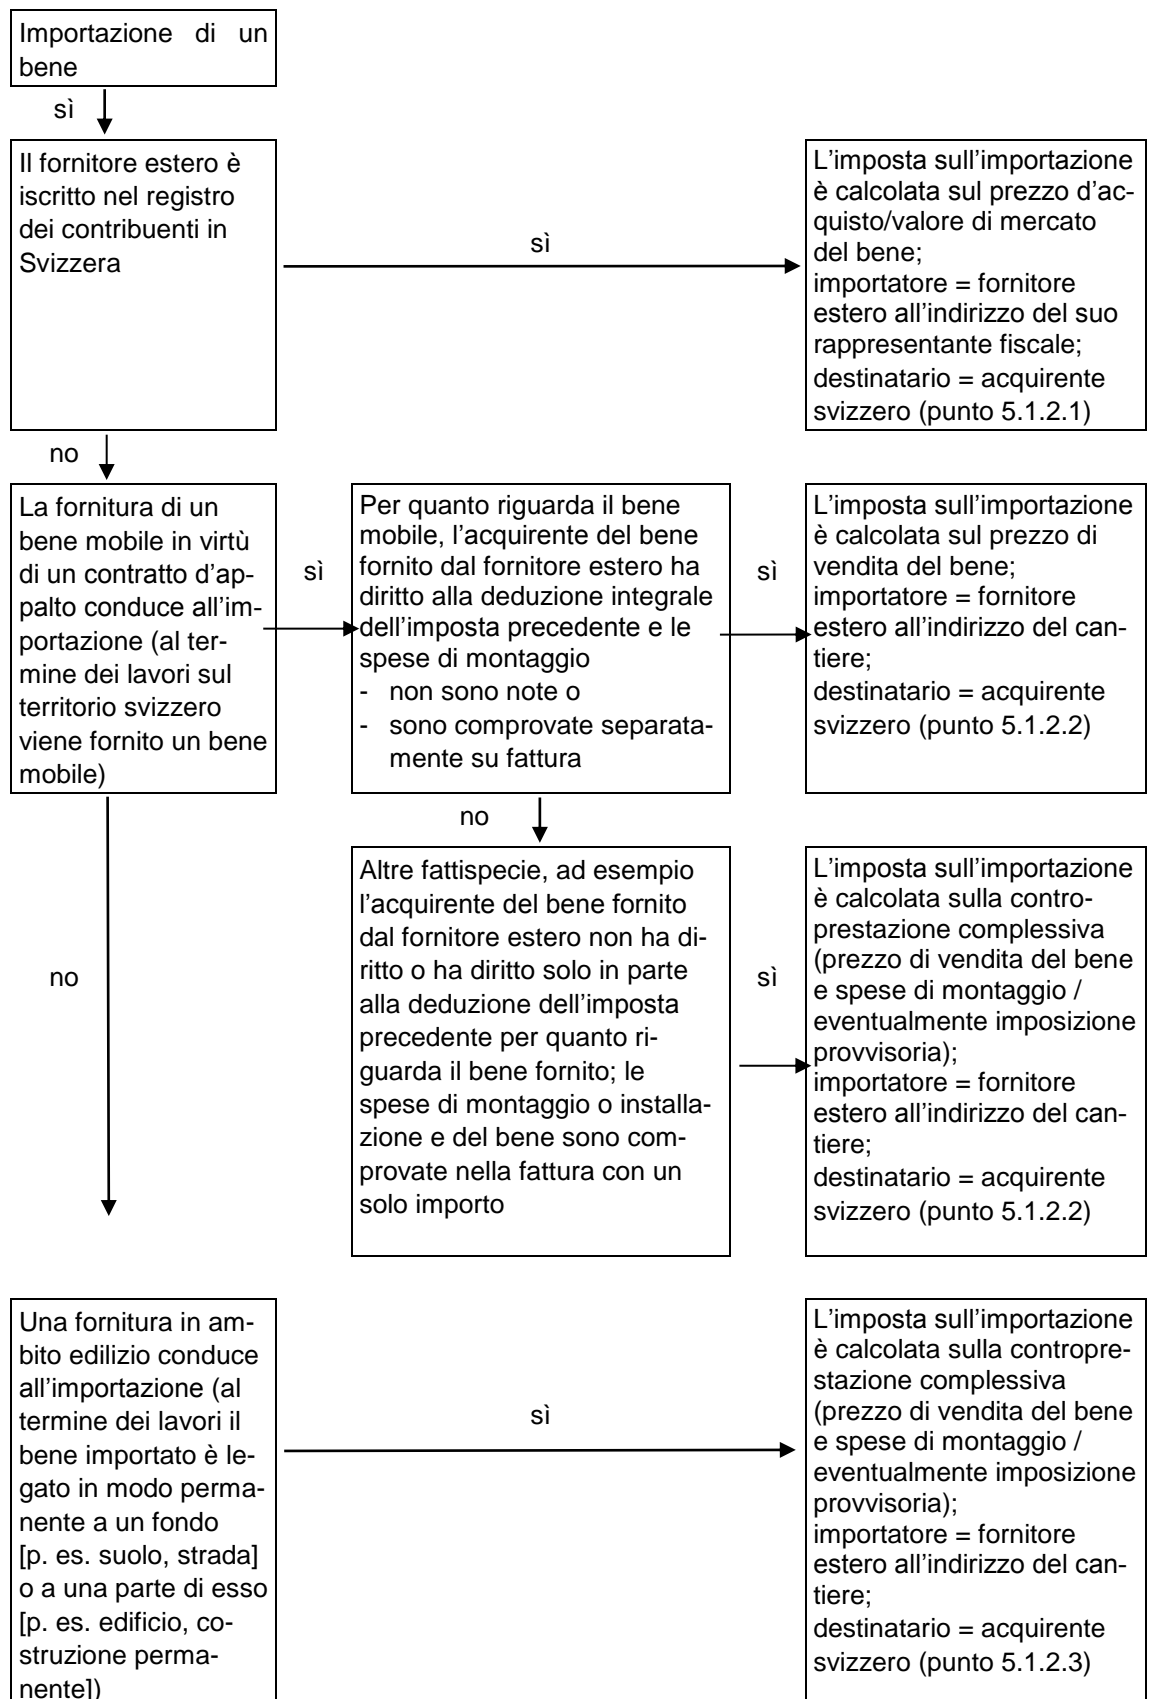 Importazione di un
bene
sì
Il fornitore estero è
iscritto nel registro
dei contribuenti in
Svizzera
sì
L'imposta sull'importazione
è calcolata sul prezzo d'ac-
quisto/valore di mercato
del bene;
importatore = fornitore
estero all'indirizzo del suo
rappresentante fiscale;
destinatario = acquirente
svizzero (punto 5.1.2.1)
no
La fornitura di un
bene mobile in virtù
di un contratto d'ap-
palto conduce all'im-
portazione (al ter-
mine dei lavori sul
territorio svizzero
viene fornito un bene
mobile)
sì
Per quanto riguarda il bene
mobile, l'acquirente del bene
fornito dal fornitore estero ha
diritto alla deduzione integrale
dell'imposta precedente e le
spese di montaggio
- non sono note o
- sono comprovate separata-
mente su fattura
sì
L'imposta sull'importazione
è calcolata sul prezzo di
vendita del bene;
importatore = fornitore
estero all'indirizzo del can-
tiere;
destinatario = acquirente
svizzero (punto 5.1.2.2)
no
no
Altre fattispecie, ad esempio
l'acquirente del bene fornito
dal fornitore estero non ha di-
ritto o ha diritto solo in parte
alla deduzione dell'imposta
precedente per quanto ri-
guarda il bene fornito; le
spese di montaggio o installa-
zione e del bene sono com-
provate nella fattura con un
solo importo
sì
L'imposta sull'importazione
è calcolata sulla contro-
prestazione complessiva
(prezzo di vendita del bene
e spese di montaggio /
eventualmente imposizione
provvisoria);
importatore = fornitore
estero all'indirizzo del can-
tiere;
destinatario = acquirente
svizzero (punto 5.1.2.2)
Una fornitura in am-
bito edilizio conduce
all'importazione (al
termine dei lavori il
bene importato è le-
gato in modo perma-
nente a un fondo
[p. es. suolo, strada]
o a una parte di esso
[p. es. edificio, co-
struzione perma-
nente])
sì
L'imposta sull'importazione
è calcolata sulla contropre-
stazione complessiva
(prezzo di vendita del bene
e spese di montaggio /
eventualmente imposizione
provvisoria);
importatore = fornitore
estero all'indirizzo del can-
tiere;
destinatario = acquirente
svizzero (punto 5.1.2.3)